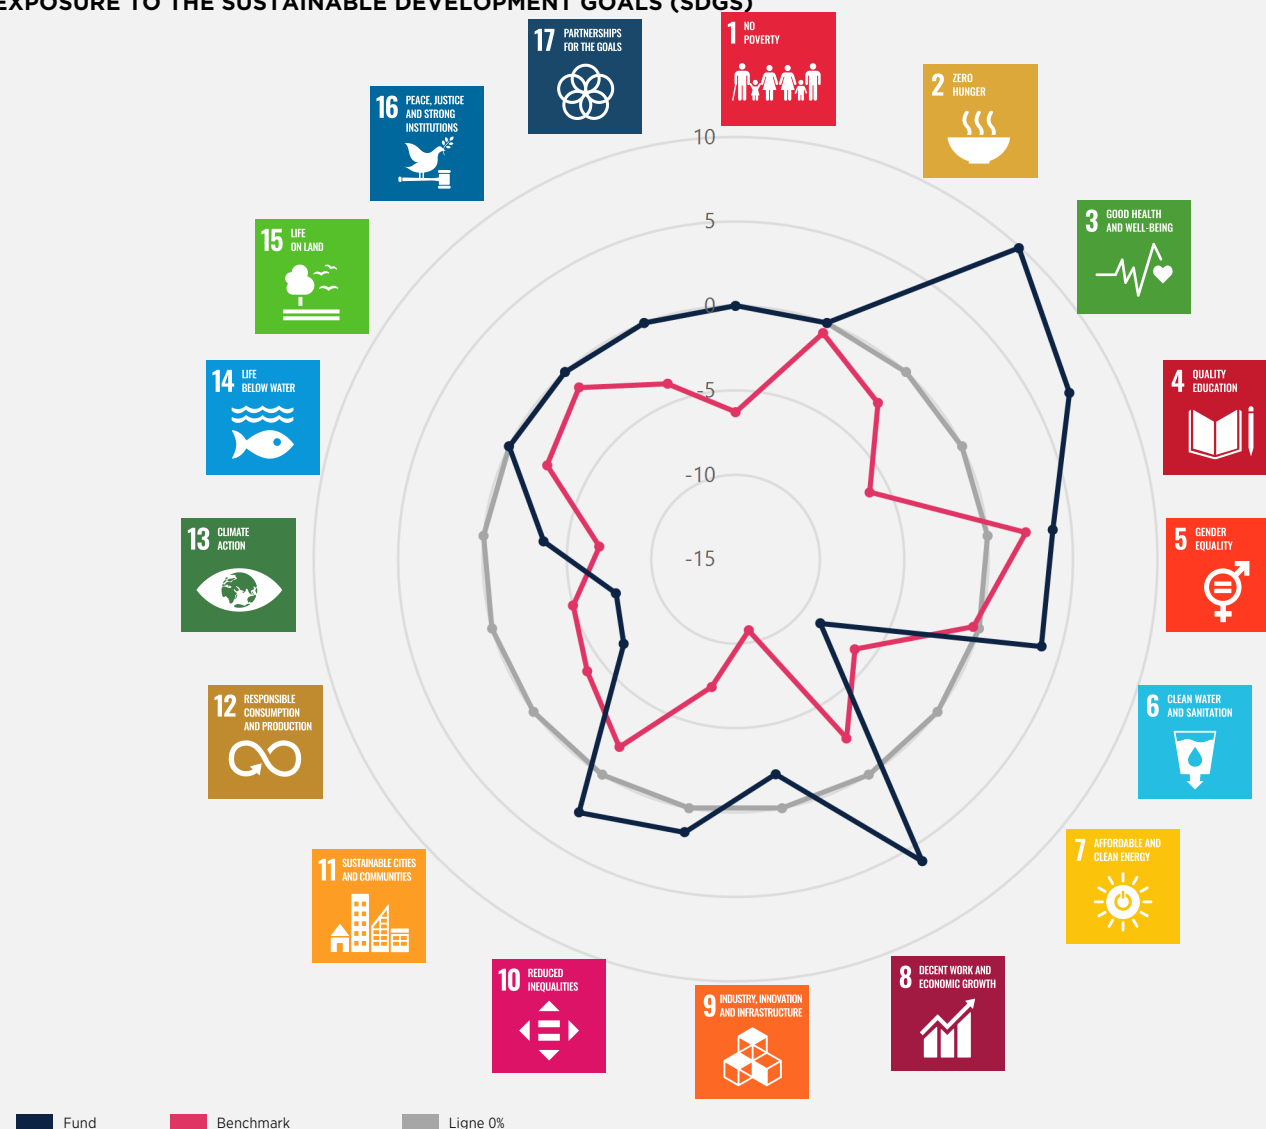 EXPOSURE TO THE SUSTAINABLE DEVELOPMENT GOALS (SDGS)
17 PARTNERSHIPS
FOR THE GOALS
1 NO
POVERTY
2 ZERO
HUNGER
16 PEACE, JUSTICE
AND STRONG
INSTITUTIONS
3 GOOD HEALTH
AND WELL-BEING
15 LIFE
ON LAND
14 LIFE
BELOW WATER
4 QUALITY
EDUCATION
13 CLIMATE
ACTION
5 GENDER
EQUALITY
12 RESPONSIBLE
CONSUMPTION
AND PRODUCTION
6 CLEAN WATER
AND SANITATION
11 SUSTAINABLE CITIES
AND COMMUNITIES
7 AFFORDABLE AND
CLEAN ENERGY
10 REDUCED
INEQUALITIES
9 INDUSTRY, INNOVATION
AND INFRASTRUCTURE
8 DECENT WORK AND
ECONOMIC GROWTH
10
5
0
-5
-10
-15
Fund
Benchmark
Ligne 0%